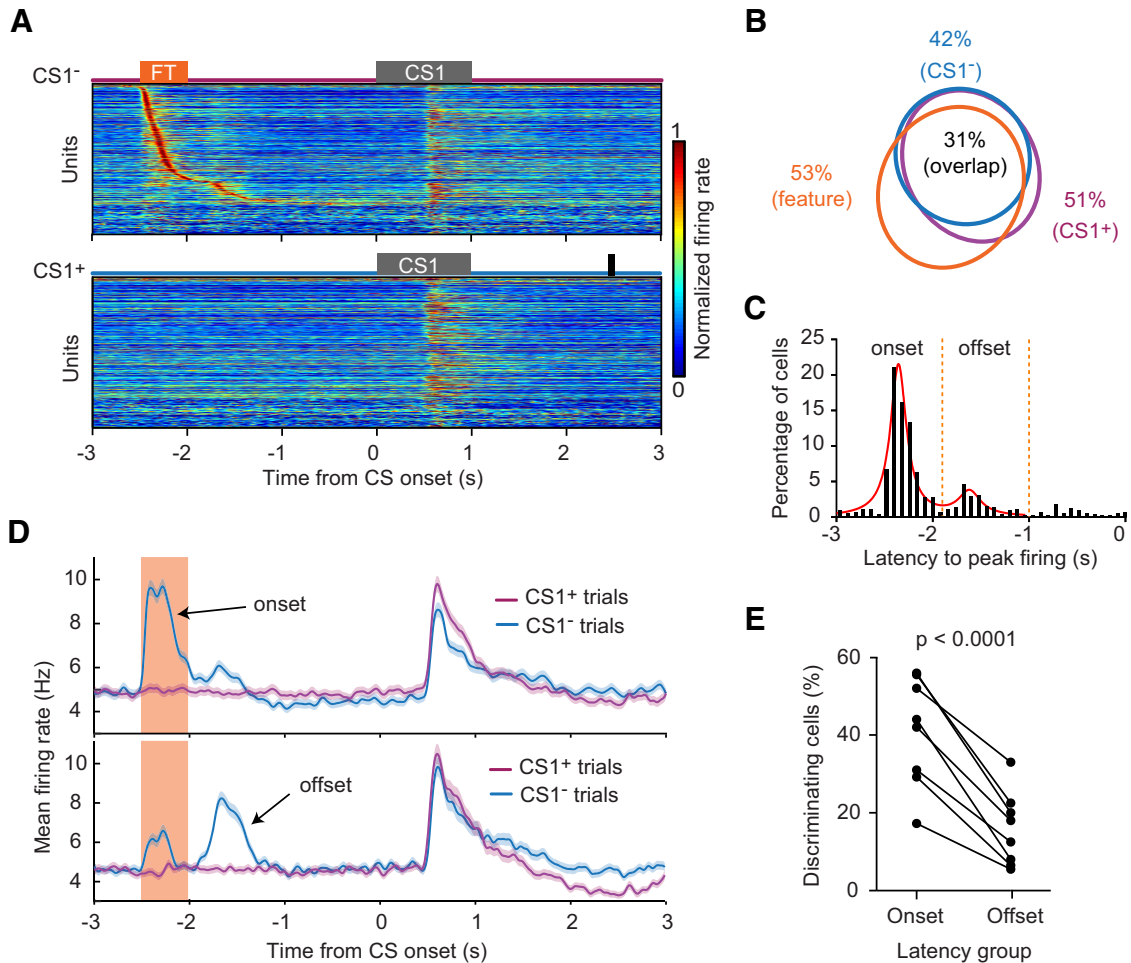 A
CS1-
FT
CS1
Units
CS1+
CS1
Units
-3 -2 -1 0 1 2 3
Time from CS onset (s)
1
Normalized firing rate
0
B
42%
(CS1-)
31%
(overlap)
53%
(feature)
51%
(CS1+)
C
25
20
15
10
5
0
Percentage of cells
onset
offset
-3 -2 -1 0
Latency to peak firing (s)
D
10
8
6
4
onset
CS1+ trials
CS1- trials
Mean firing rate (Hz)
10
8
6
4
offset
CS1+ trials
CS1- trials
-3 -2 -1 0 1 2 3
Time from CS onset (s)
E
p < 0.0001
60
40
20
0
Discriminating cells (%)
Onset Offset
Latency group